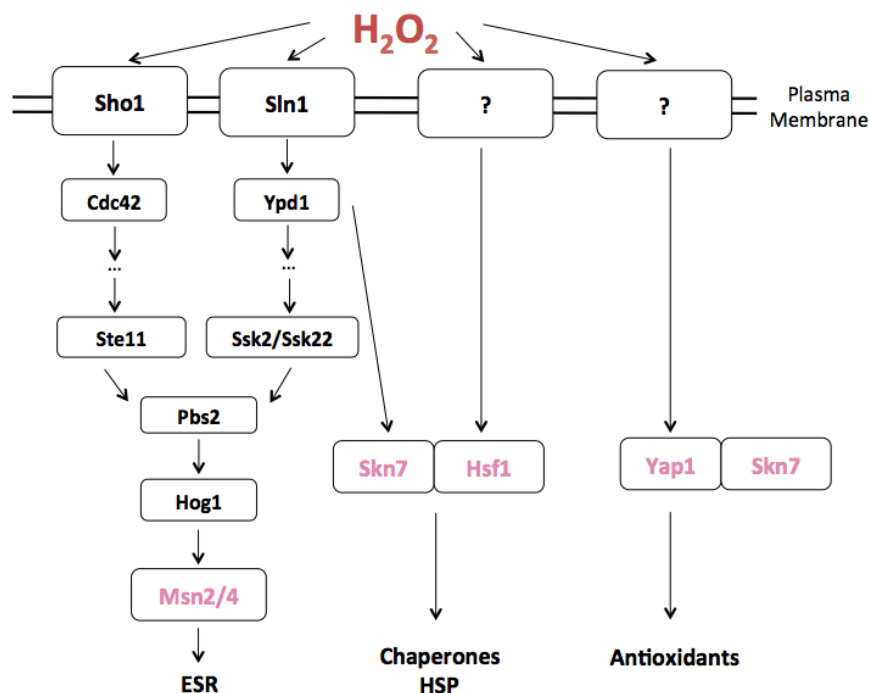 H₂O₂
Sho1
Sln1
?
?
Plasma
Membrane
Cdc42
Ypd1
...
...
Ste11
Ssk2/Ssk22
Pbs2
Skn7
Hsf1
Yap1
Skn7
Hog1
Msn2/4
ESR
Chaperones
HSP
Antioxidants